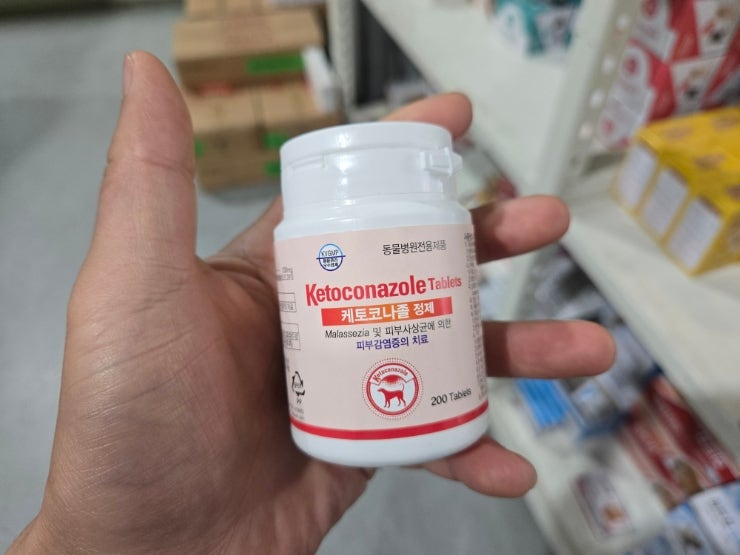 KVGMP
동물병원전용제품
Ketoconazole Tablets
케토코나졸 정제
Malassezia 및 피부사상균에 의한
피부감염증의 치료
Ketoconazole
200 Tablets